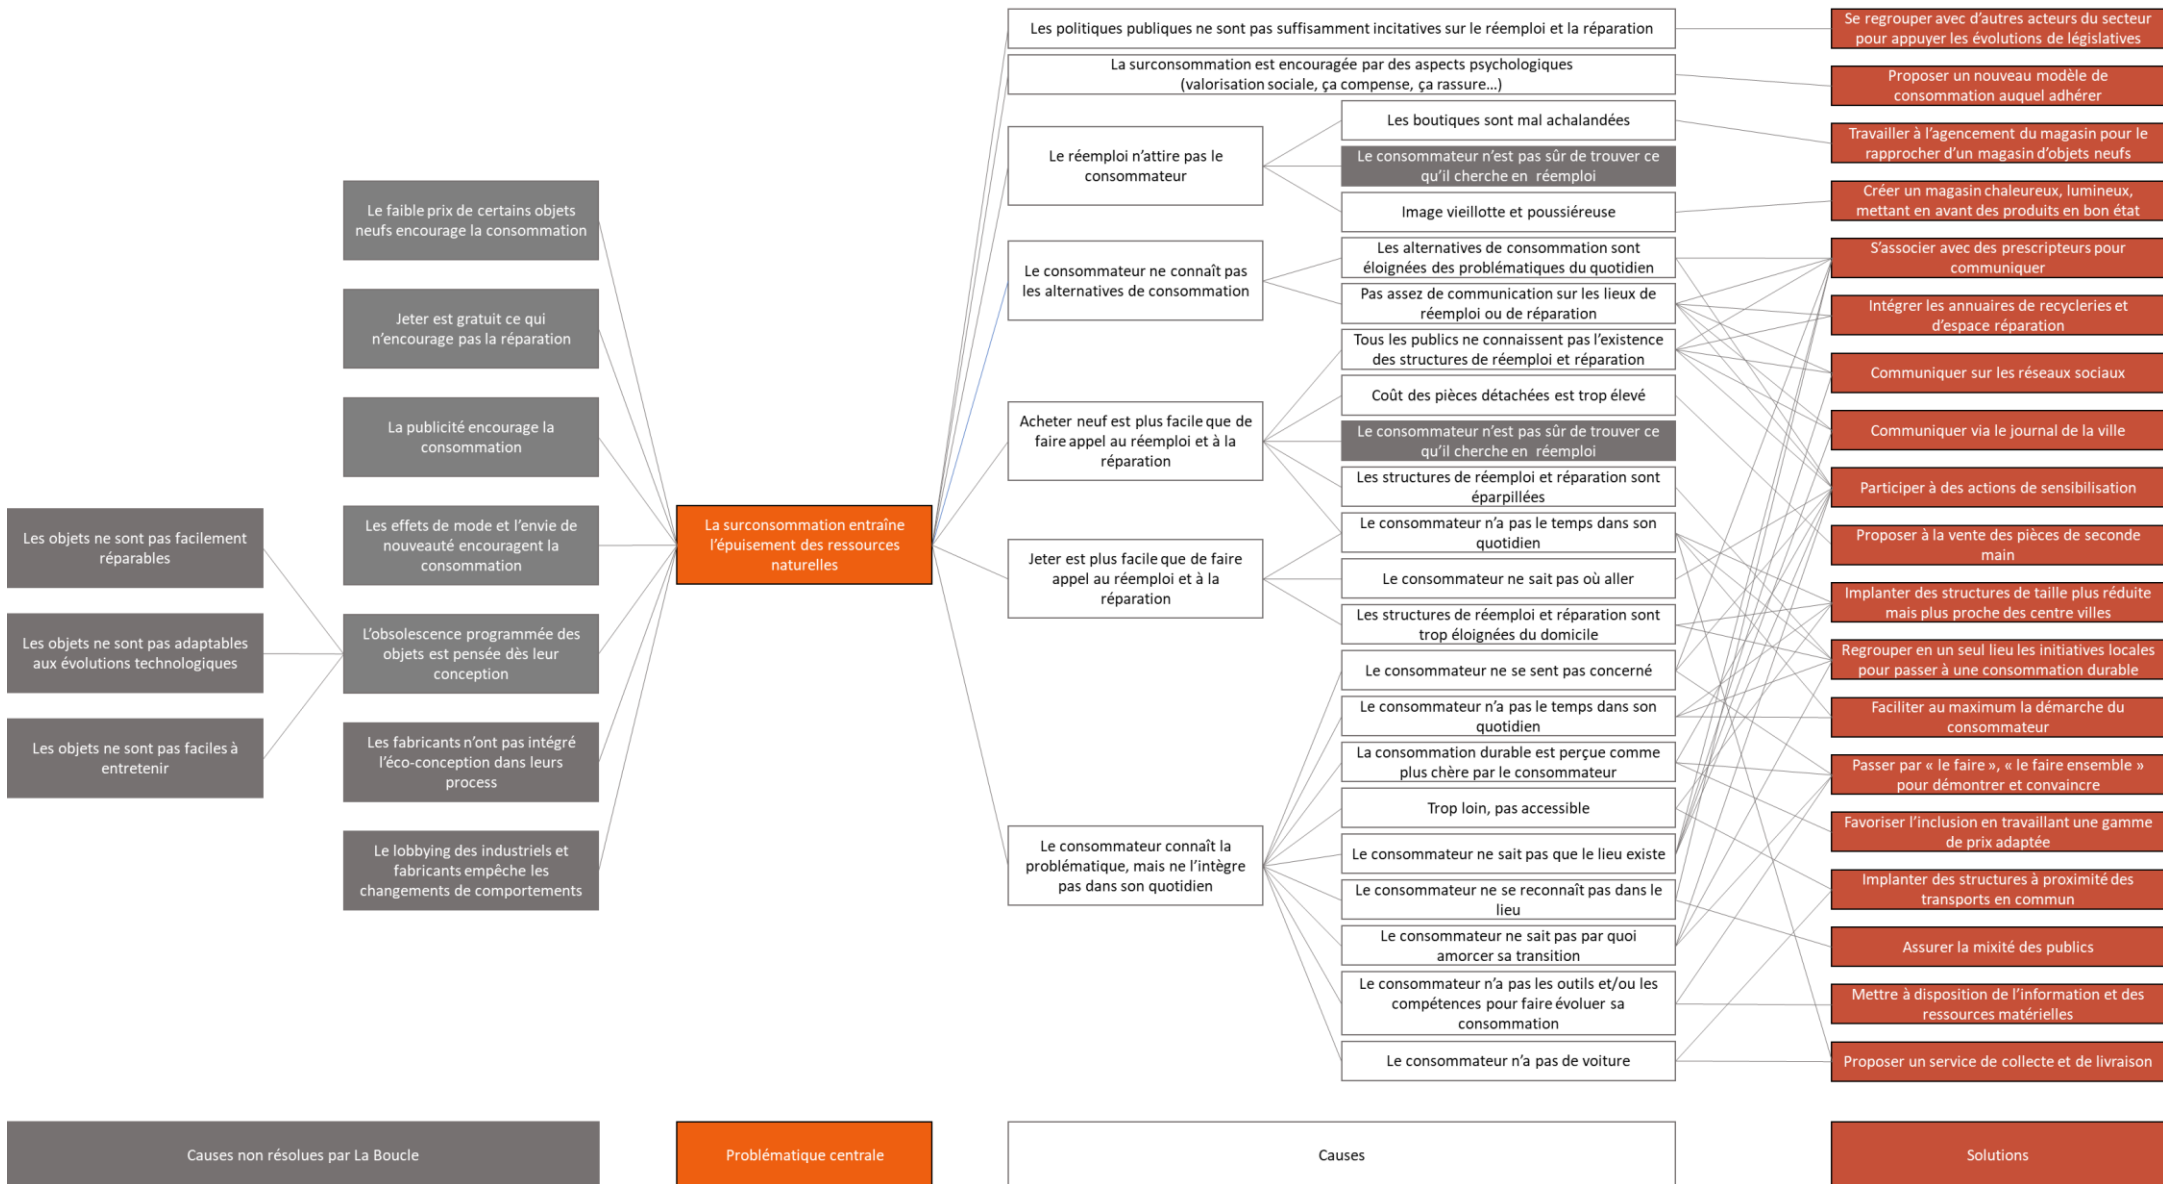 Les objets ne sont pas facilement
réparables
Les objets ne sont pas adaptables
aux évolutions technologiques
Les objets ne sont pas faciles à
entretenir
Le faible prix de certains objets
neufs encourage la consommation
Jeter est gratuit ce qui
n'encourage pas la réparation
La publicité encourage la
consommation
Les effets de mode et l'envie de
nouveauté encouragent la
consommation
L'obsolescence programmée des
objets est pensée dès leur
conception
Les fabricants n'ont pas intégré
l'éco-conception dans leurs
process
Le lobbying des industriels et
fabricants empêche les
changements de comportements
La surconsommation entraîne
l'épuisement des ressources
naturelles
Les politiques publiques ne sont pas suffisamment incitatives sur le réemploi et la réparation
La surconsommation est encouragée par des aspects psychologiques
(valorisation sociale, ça compense, ça rassure...)
Le réemploi n'attire pas le
consommateur
Le consommateur ne connaît pas
les alternatives de consommation
Acheter neuf est plus facile que de
faire appel au réemploi et à la
réparation
Jeter est plus facile que de faire
appel au réemploi et à la
réparation
Le consommateur connaît la
problématique, mais ne l'intègre
pas dans son quotidien
Les boutiques sont mal achalandées
Le consommateur n'est pas sûr de trouver ce
qu'il cherche en réemploi
Image vieillotte et poussiéreuse
Les alternatives de consommation sont
éloignées des problématiques du quotidien
Pas assez de communication sur les lieux de
réemploi ou de réparation
Tous les publics ne connaissent pas l'existence
des structures de réemploi et réparation
Coût des pièces détachées est trop élevé
Le consommateur n'est pas sûr de trouver ce
qu'il cherche en réemploi
Les structures de réemploi et réparation sont
éparpillées
Le consommateur n'a pas le temps dans son
quotidien
Le consommateur ne sait pas où aller
Les structures de réemploi et réparation sont
trop éloignées du domicile
Le consommateur ne se sent pas concerné
Le consommateur n'a pas le temps dans son
quotidien
La consommation durable est perçue comme
plus chère par le consommateur
Trop loin, pas accessible
Le consommateur ne sait pas que le lieu existe
Le consommateur ne se reconnaît pas dans le
lieu
Le consommateur ne sait pas par quoi
amorcer sa transition
Le consommateur n'a pas les outils et/ou les
compétences pour faire évoluer sa
consommation
Le consommateur n'a pas de voiture
Se regrouper avec d'autres acteurs du secteur
pour appuyer les évolutions de législatives
Proposer un nouveau modèle de
consommation auquel adhérer
Travailler à l'agencement du magasin pour le
rapprocher d'un magasin d'objets neufs
Créer un magasin chaleureux, lumineux,
mettant en avant des produits en bon état
S'associer avec des prescripteurs pour
communiquer
Intégrer les annuaires de recycleries et
d'espace réparation
Communiquer sur les réseaux sociaux
Communiquer via le journal de la ville
Participer à des actions de sensibilisation
Proposer à la vente des pièces de seconde
main
Implanter des structures de taille plus réduite
mais plus proche des centre villes
Regrouper en un seul lieu les initiatives locales
pour passer à une consommation durable
Faciliter au maximum la démarche du
consommateur
Passer par « le faire », « le faire ensemble »
pour démontrer et convaincre
Favoriser l'inclusion en travaillant une gamme
de prix adaptée
Implanter des structures à proximité des
transports en commun
Assurer la mixité des publics
Mettre à disposition de l'information et des
ressources matérielles
Proposer un service de collecte et de livraison
Causes non résolues par La Boucle
Problématique centrale
Causes
Solutions